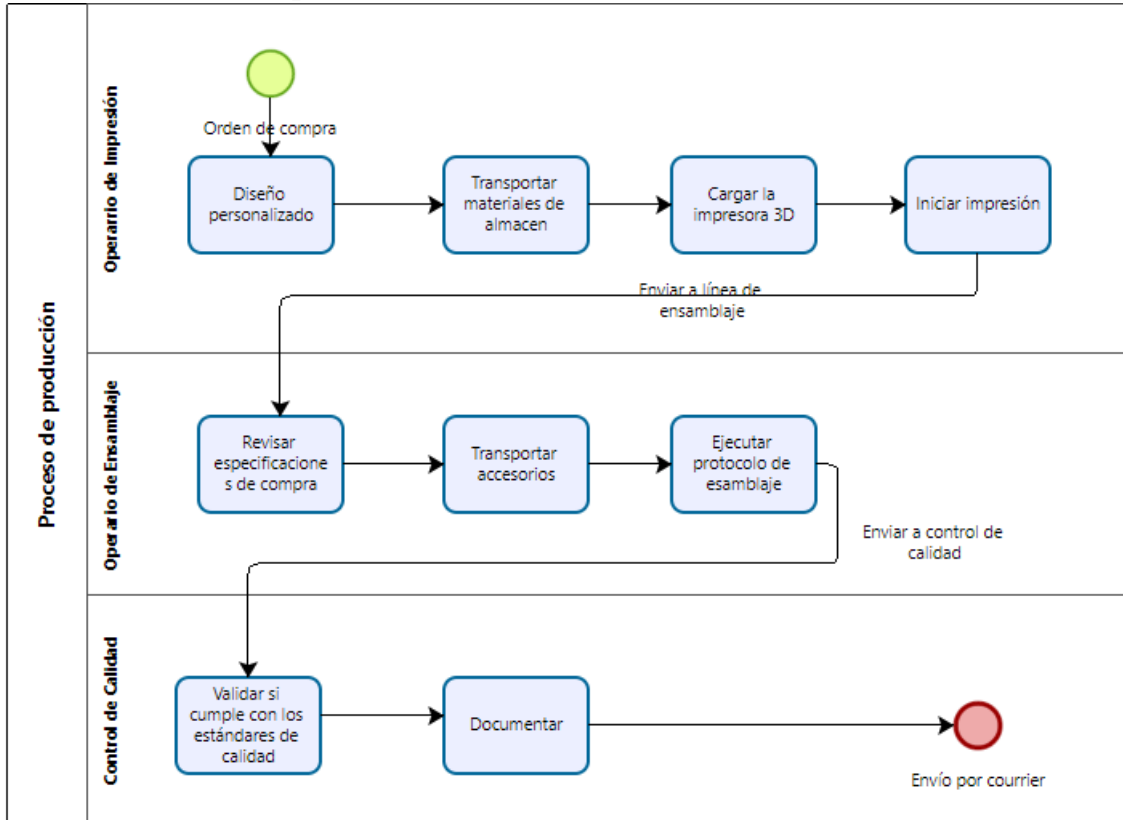 Proceso de producción
Operario de Impresión
Orden de compra
Diseño
personalizado
Transportar
materiales de
almacen
Cargar la
impresora 3D
Iniciar impresión
Enviar a línea de
ensamblaje
Operario de Ensamblaje
Revisar
especificacione
s de compra
Transportar
accesorios
Ejecutar
protocolo de
esamblaje
Enviar a control de
calidad
Control de Calidad
Validar si
cumple con los
estándares de
calidad
Documentar
Envío por courrier